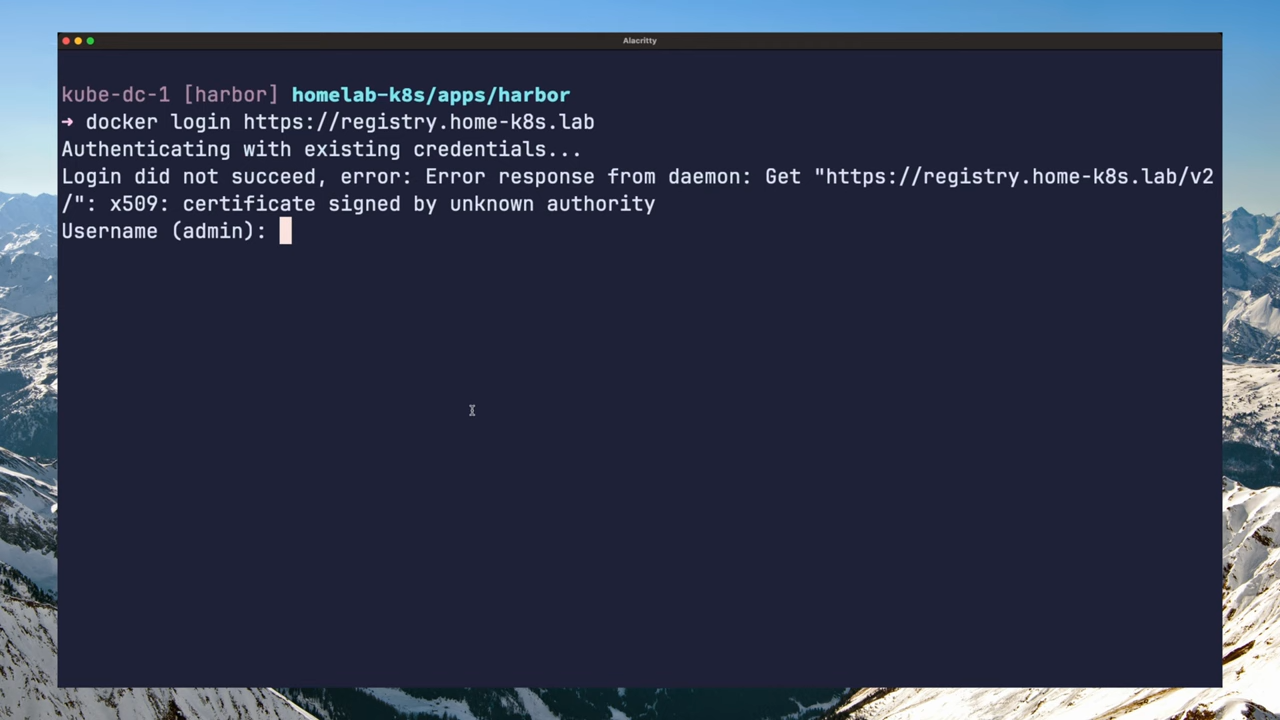 Alacritty
kube-dc-1 [harbor] homelab-k8s/apps/harbor
➜ docker login https://registry.home-k8s.lab
Authenticating with existing credentials...
Login did not succeed, error: Error response from daemon: Get "https://registry.home-k8s.lab/v2
/": x509: certificate signed by unknown authority
Username (admin):